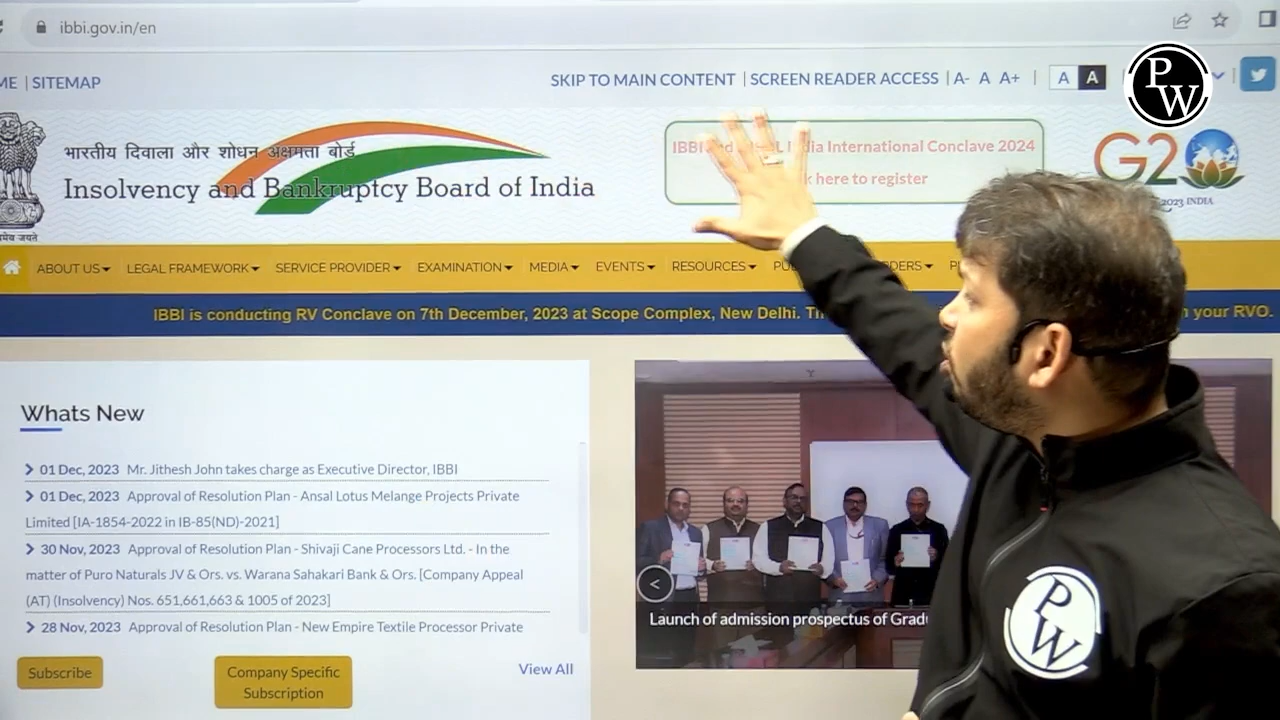 ibbi.gov.in/en
ME | SITEMAP
SKIP TO MAIN CONTENT | SCREEN READER ACCESS | A- A A+ | A A
P
W
भारतीय दिवाला और शोधन अक्षमता बोर्ड
Insolvency and Bankruptcy Board of India
IBBI India International Conclave 2024
here to register
G20
2023 INDIA
ABOUT US LEGAL FRAMEWORK SERVICE PROVIDER EXAMINATION MEDIA EVENTS RESOURCES
IBBI is conducting RV Conclave on 7th December, 2023 at Scope Complex, New Delhi. your RVO.
Whats New
01 Dec, 2023 Mr. Jithesh John takes charge as Executive Director, IBBI
01 Dec, 2023 Approval of Resolution Plan - Ansal Lotus Melange Projects Private
Limited [IA-1854-2022 in IB-85(ND)-2021]
30 Nov, 2023 Approval of Resolution Plan - Shivaji Cane Processors Ltd. - In the
matter of Puro Naturals JV & Ors. vs. Warana Sahakari Bank & Ors. [Company Appeal
(AT) (Insolvency) Nos. 651,661,663 & 1005 of 2023]
28 Nov, 2023 Approval of Resolution Plan - New Empire Textile Processor Private
Subscribe
Company Specific
Subscription
View All
Launch of admission prospectus of
P
W